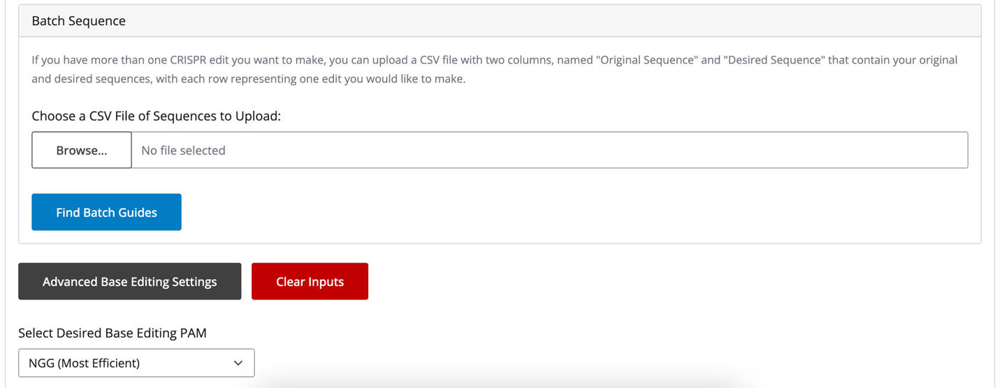 Batch Sequence
If you have more than one CRISPR edit you want to make, you can upload a CSV file with two columns, named "Original Sequence" and "Desired Sequence" that contain your original
and desired sequences, with each row representing one edit you would like to make.
Choose a CSV File of Sequences to Upload:
Browse... No file selected
Find Batch Guides
Advanced Base Editing Settings Clear Inputs
Select Desired Base Editing PAM
NGG (Most Efficient)